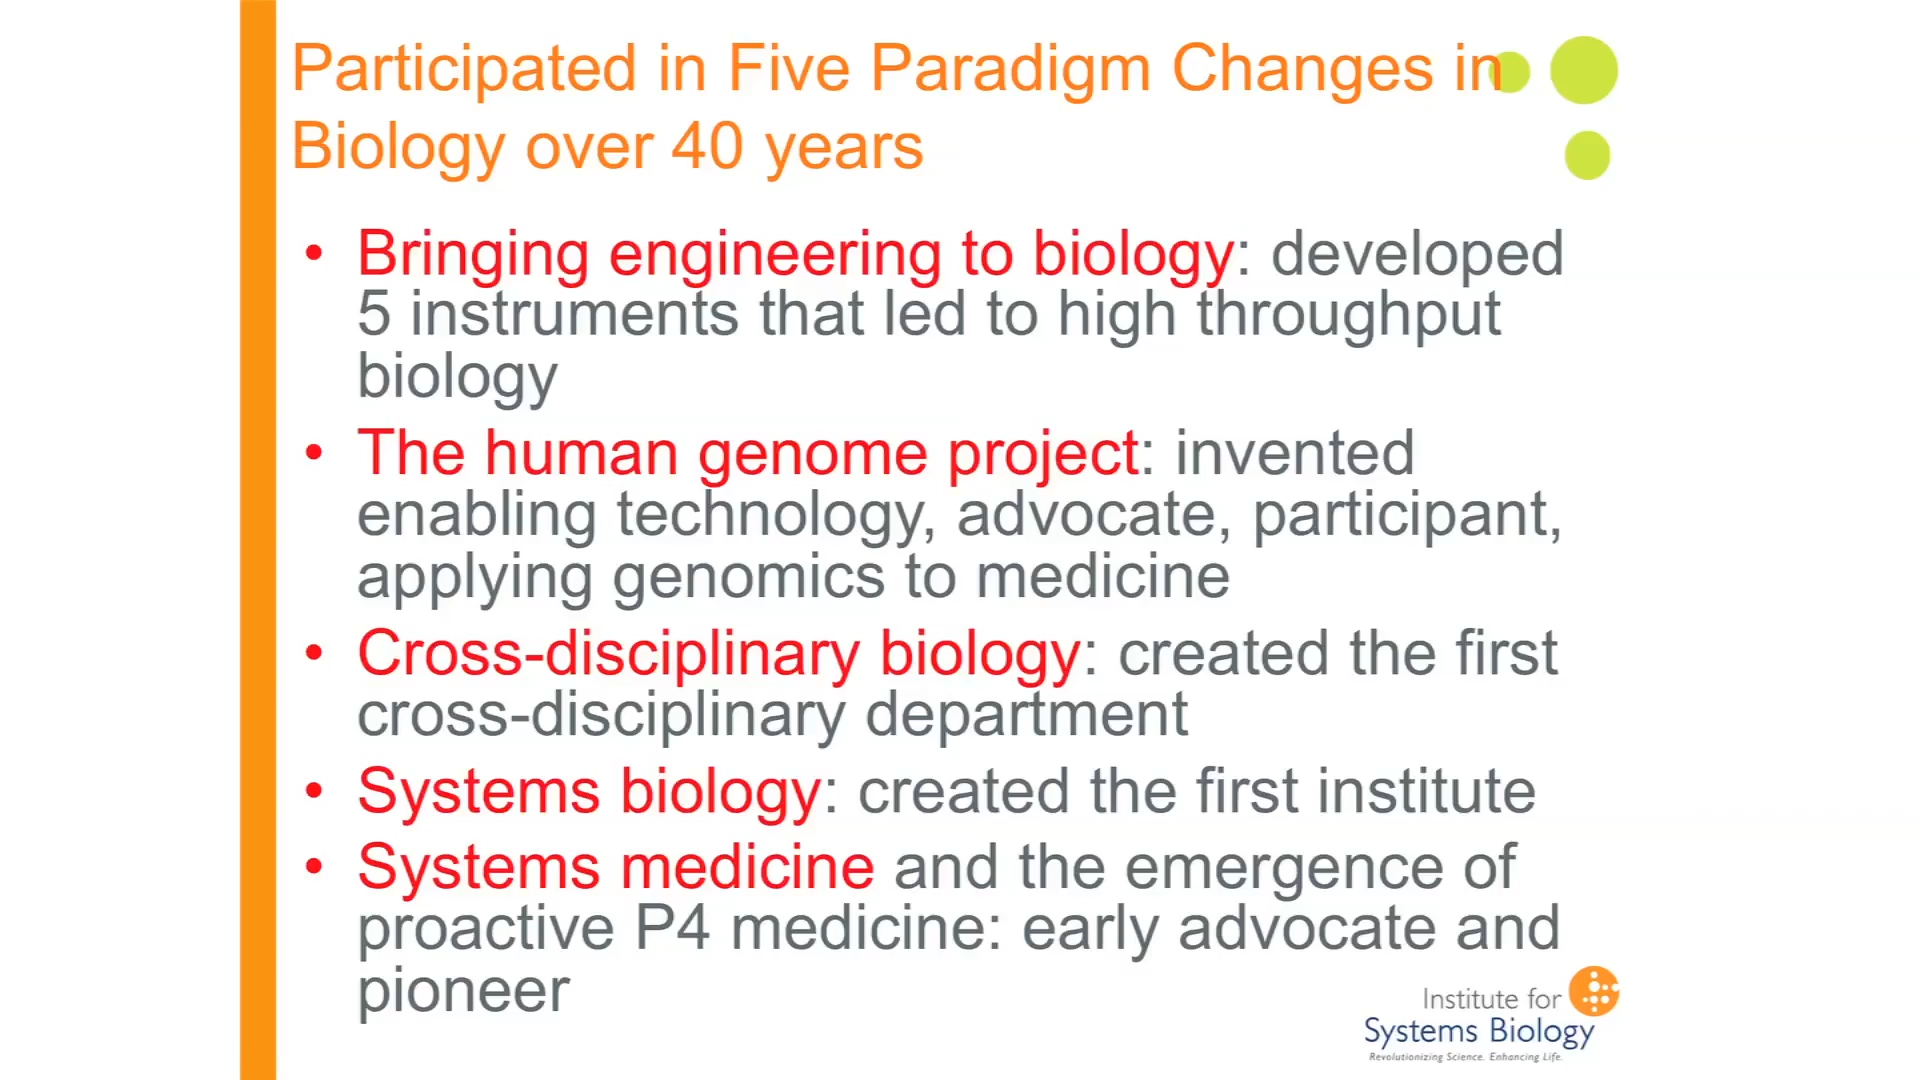 Participated in Five Paradigm Changes in
Biology over 40 years
• Bringing engineering to biology: developed
5 instruments that led to high throughput
biology
• The human genome project: invented
enabling technology, advocate, participant,
applying genomics to medicine
• Cross-disciplinary biology: created the first
cross-disciplinary department
• Systems biology: created the first institute
• Systems medicine and the emergence of
proactive P4 medicine: early advocate and
pioneer
Institute for
Systems Biology
Revolutionizing Science. Enhancing Life.